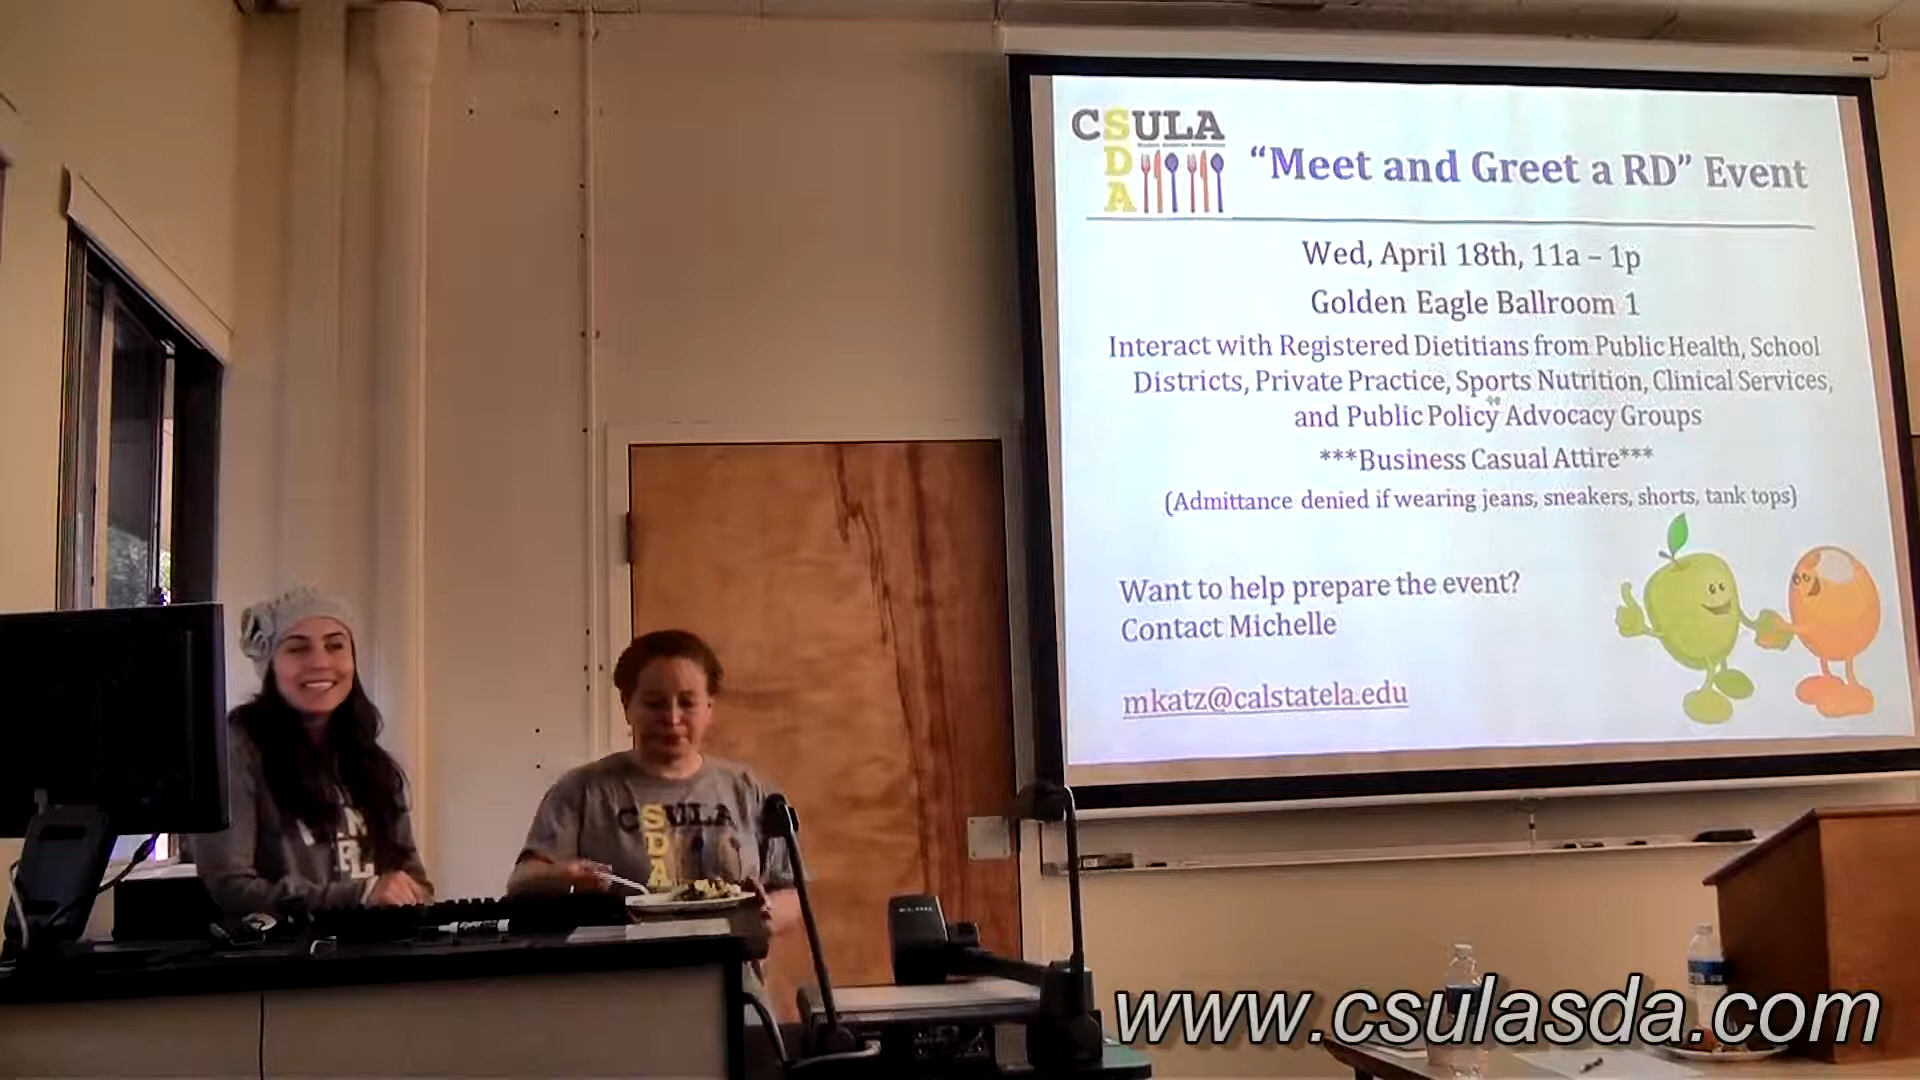 CSULA
SDA
“Meet and Greet a RD” Event
Wed, April 18th, 11a – 1p
Golden Eagle Ballroom 1
Interact with Registered Dietitians from Public Health, School
Districts, Private Practice, Sports Nutrition, Clinical Services,
and Public Policy Advocacy Groups
***Business Casual Attire***
(Admittance denied if wearing jeans, sneakers, shorts, tank tops)
Want to help prepare the event?
Contact Michelle
mkatz@calstatela.edu
CSULA
SDA
www.csulasda.com